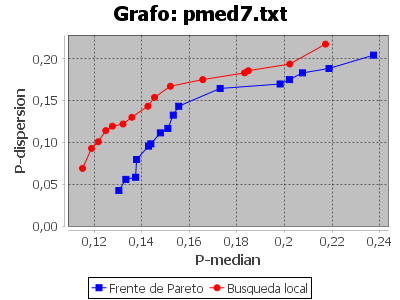 Grafo: pmed7.txt
P-dispersion
0,20
0,15
0,10
0,05
0,00
0,12 0,14 0,16 0,18 0,2 0,22 0,24
P-median
Frente de Pareto Busqueda local